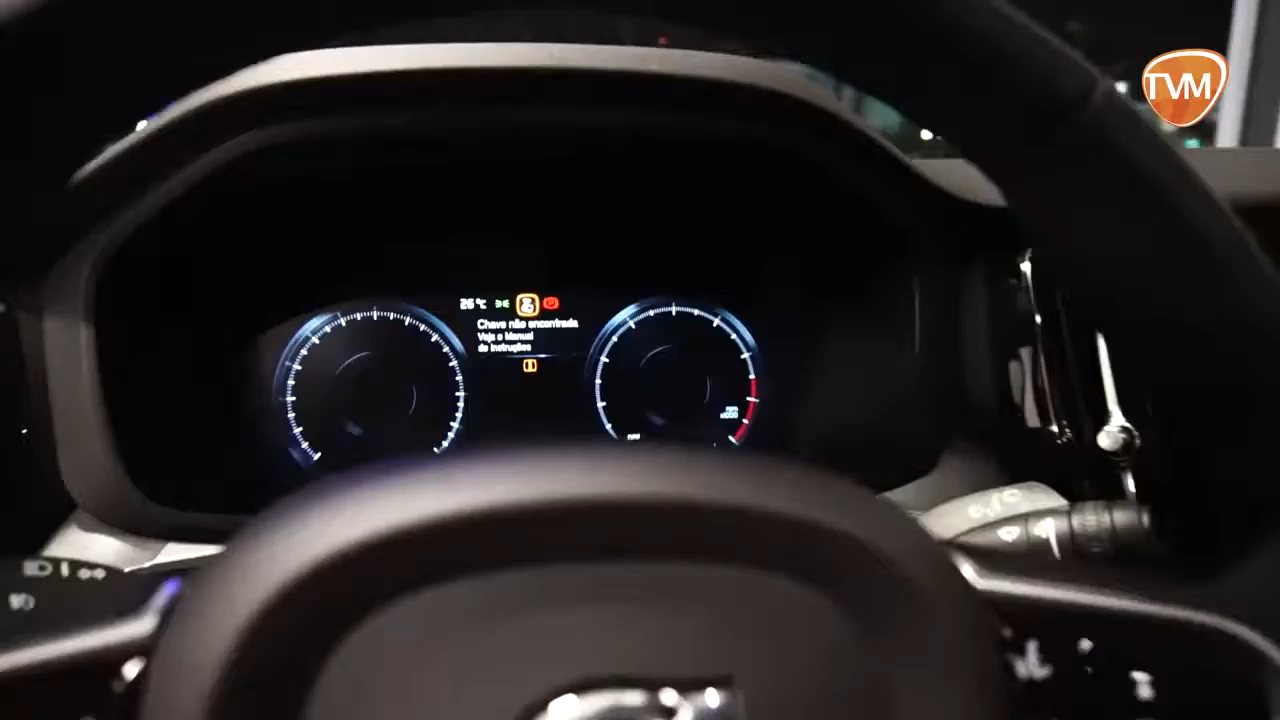 TVM
26 °C
Chave não encontrada
Veja o Manual
de Instruções